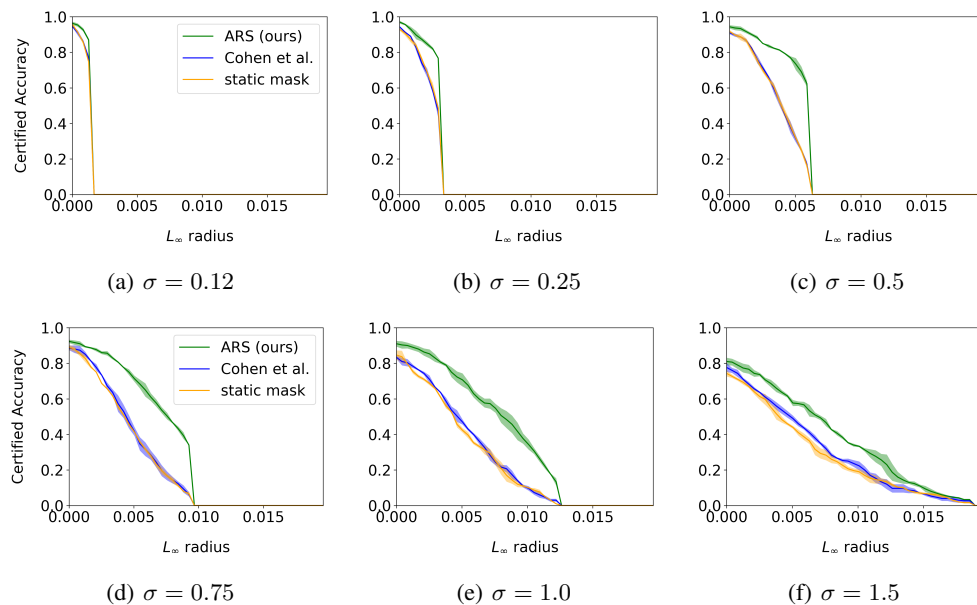 1.0
0.8
0.6
0.4
0.2
0.0
Certified Accuracy
ARS (ours)
Cohen et al.
static mask
0.000 0.005 0.010 0.015
L∞ radius
(a) σ = 0.12
1.0
0.8
0.6
0.4
0.2
0.0
0.000 0.005 0.010 0.015
L∞ radius
(b) σ = 0.25
1.0
0.8
0.6
0.4
0.2
0.0
0.000 0.005 0.010 0.015
L∞ radius
(c) σ = 0.5
1.0
0.8
0.6
0.4
0.2
0.0
Certified Accuracy
ARS (ours)
Cohen et al.
static mask
0.000 0.005 0.010 0.015
L∞ radius
(d) σ = 0.75
1.0
0.8
0.6
0.4
0.2
0.0
0.000 0.005 0.010 0.015
L∞ radius
(e) σ = 1.0
1.0
0.8
0.6
0.4
0.2
0.0
0.000 0.005 0.010 0.015
L∞ radius
(f) σ = 1.5